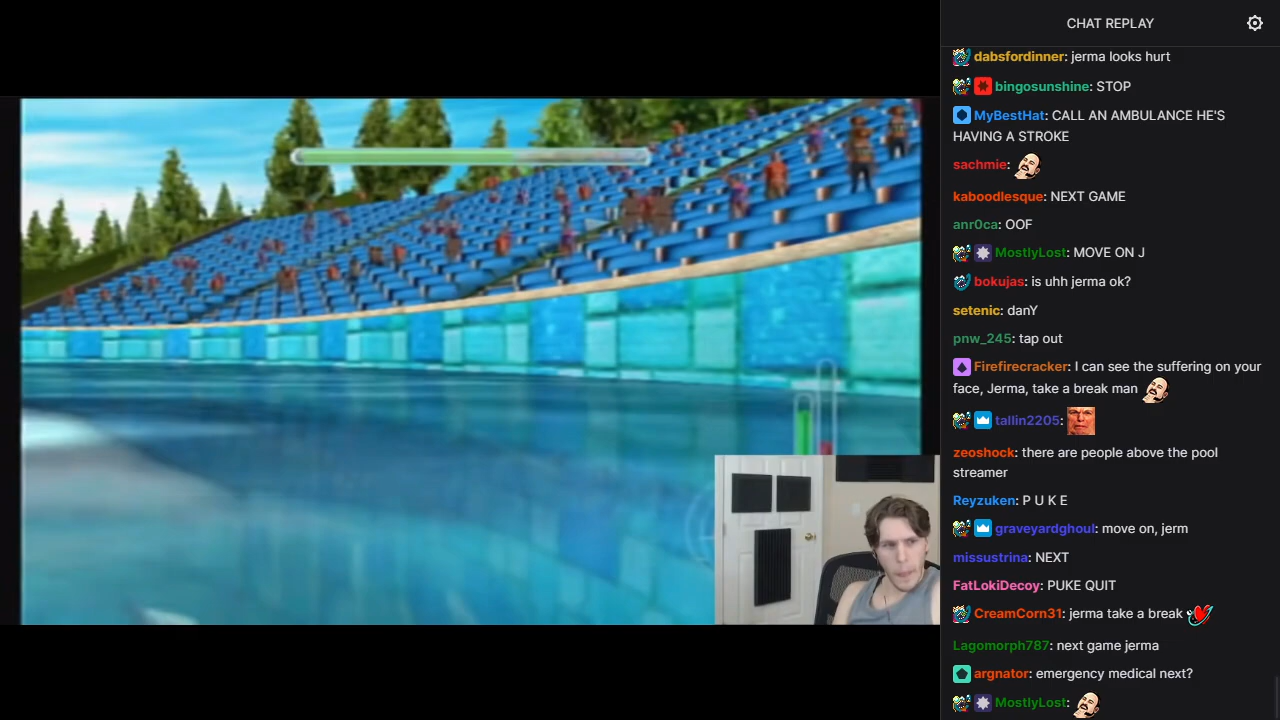 CHAT REPLAY
dabsfordinner: jerma looks hurt
bingosunshine: STOP
MyBestHat: CALL AN AMBULANCE HE'S
HAVING A STROKE
sachmie:
kaboodlesque: NEXT GAME
anr0ca: OOF
MostlyLost: MOVE ON J
bokujas: is uhh jerma ok?
setenic: danY
pnw_245: tap out
Firefirecracker: I can see the suffering on your
face, Jerma, take a break man
tallin2205:
zeoshock: there are people above the pool
streamer
Reyzuken: P U K E
graveyardghoul: move on, jerm
missustrina: NEXT
FatLokiDecoy: PUKE QUIT
CreamCorn31: jerma take a break
Lagomorph787: next game jerma
argnator: emergency medical next?
MostlyLost: